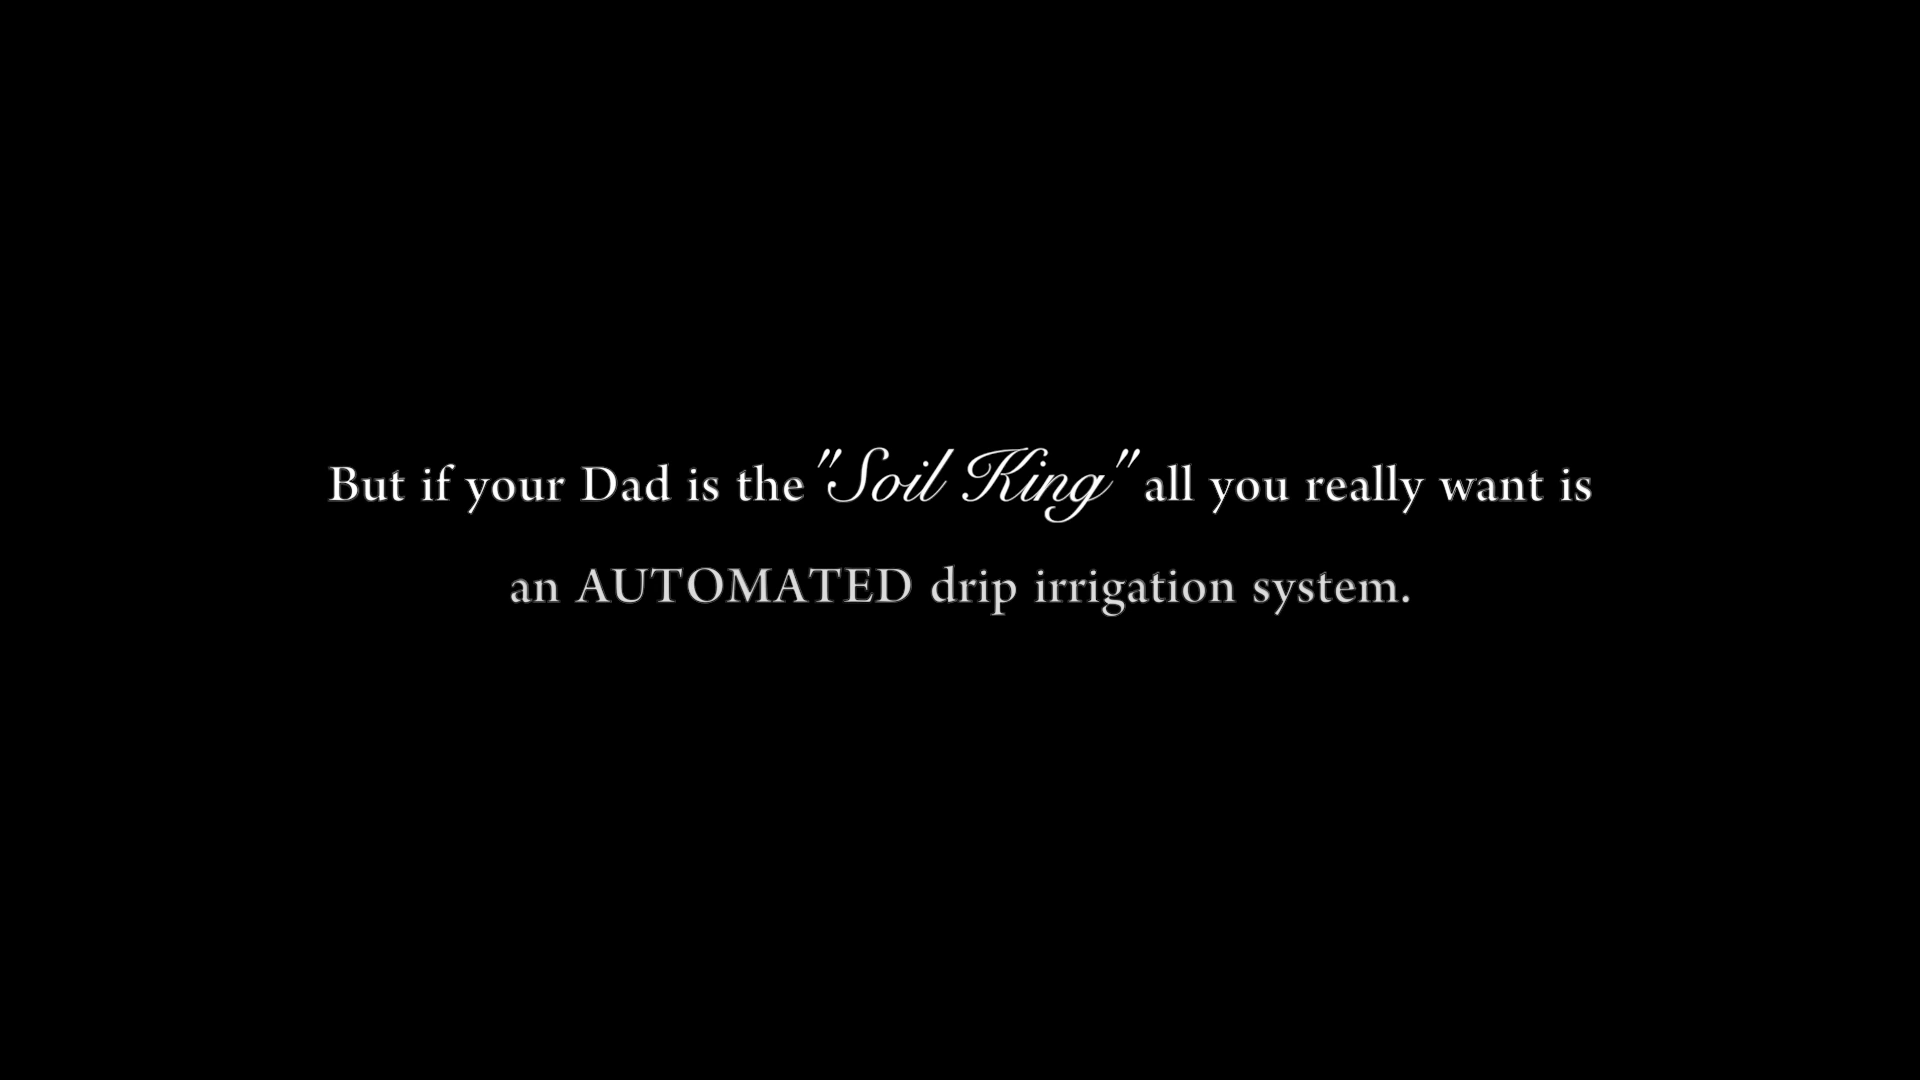 But if your Dad is the "Soil King" all you really want is
an AUTOMATED drip irrigation system.